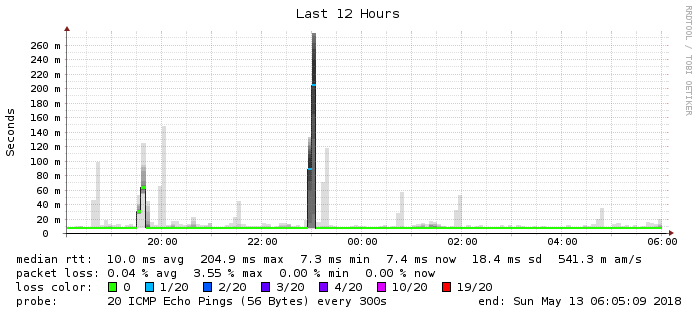 Last 12 Hours
RRDTOOL / TOBI OETIKER
Seconds
260 m
240 m
220 m
200 m
180 m
160 m
140 m
120 m
100 m
80 m
60 m
40 m
20 m
0
20:00 22:00 00:00 02:00 04:00 06:00
median rtt: 10.0 ms avg 204.9 ms max 7.3 ms min 7.4 ms now 18.4 ms sd 541.3 m am/s
packet loss: 0.04 % avg 3.55 % max 0.00 % min 0.00 % now
loss color: 0 1/20 2/20 3/20 4/20 10/20 19/20
probe: 20 ICMP Echo Pings (56 Bytes) every 300s end: Sun May 13 06:05:09 2018